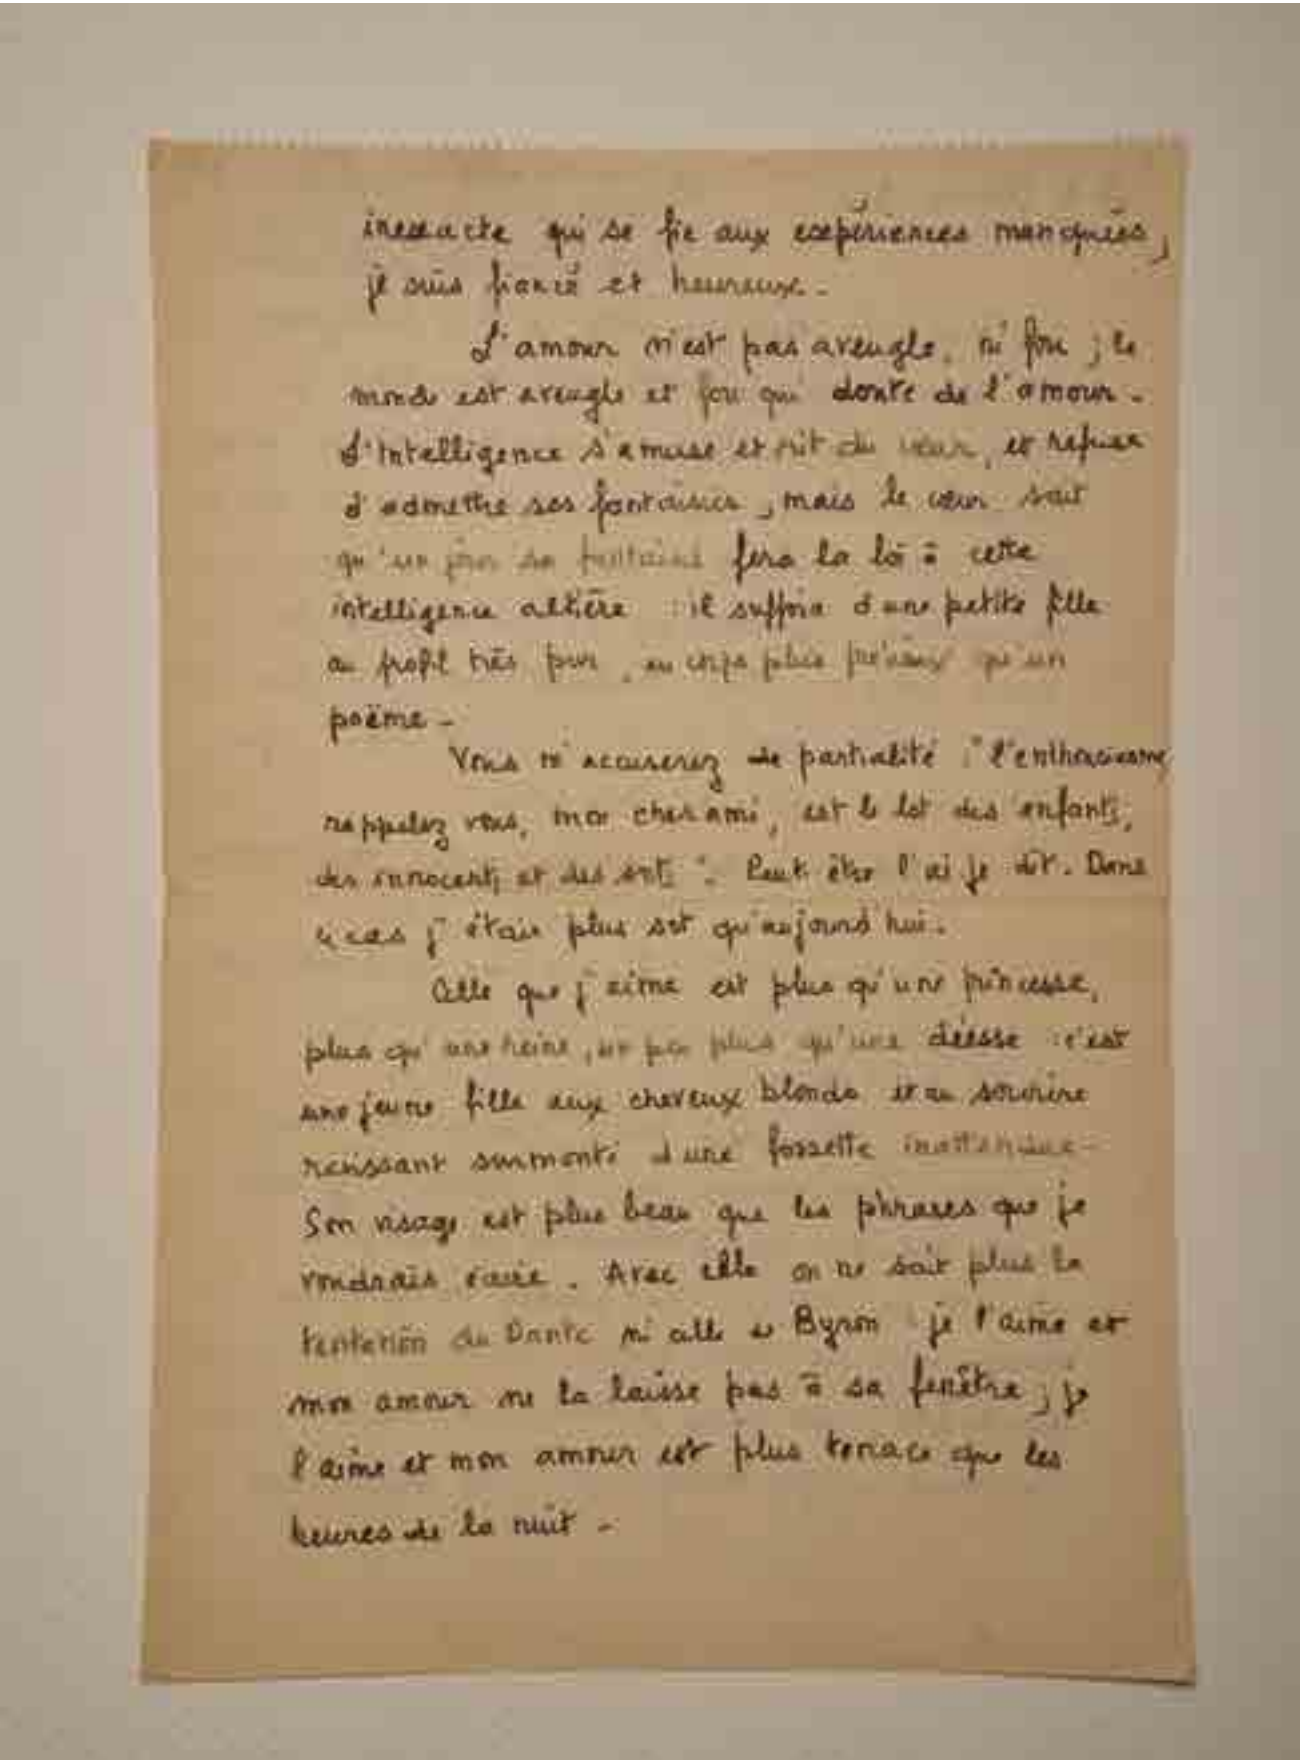 inexacte qui se fie aux expériences manquées,
je suis fiancé et heureux.
L'amour n'est pas aveugle, ni fou ; le
monde est aveugle et fou qui doute de l'amour.
L'intelligence s'amuse et rit du cœur, et refuse
d'admettre ses fantaisies, mais le cœur sait
qu'un jour sa fantaisie fera la loi à cette
intelligence altière : il suffira d'une petite fille
au profil très pur, au corps plus précieux qu'un
poëme -
Vous m'accuserez de partialité : "l'enthousiasme
rappelez vous, mon cher ami, est le lot des enfants,
des innocents et des sots". Peut être l'ai je dit. Dans
ce cas j'étais plus sot qu'aujourd'hui.
Celle que j'aime est plus qu'une princesse,
plus qu'une reine, un peu plus qu'une déesse : c'est
une jeune fille aux cheveux blonds et au sourire
ravissant surmonté d'une fossette inattendue -
Son visage est plus beau que les phrases que je
voudrais écrire. Avec elle on ne sait plus la
tentation du Dante ni celle de Byron : je l'aime et
mon amour ne la laisse pas à sa fenêtre ; je
l'aime et mon amour est plus tenace que les
heures de la nuit -